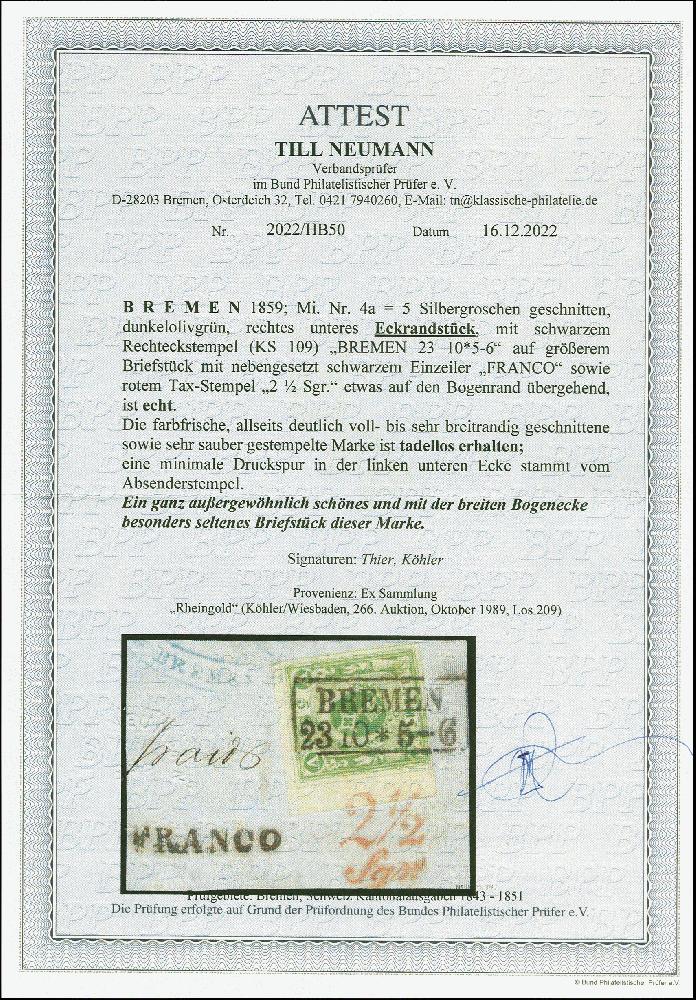 ATTEST
TILL NEUMANN
Verbandsprüfer
im Bund Philatelistischer Prüfer e. V.
D-28203 Bremen, Osterdeich 32, Tel. 0421 7940260, E-Mail: tn@klassische-philatelie.de
Nr. 2022/HB50 Datum 16.12.2022
B R E M E N 1859; Mi. Nr. 4a = 5 Silbergroschen geschnitten,
dunkelolivgrün, rechtes unteres Eckrandstück, mit schwarzem
Rechteckstempel (KS 109) „BREMEN 23 10*5-6“ auf größerem
Briefstück mit nebengesetzt schwarzem Einzeiler „FRANCO“ sowie
rotem Tax-Stempel „2 ½ Sgr.“ etwas auf den Bogenrand übergehend,
ist echt.
Die farbfrische, allseits deutlich voll- bis sehr breitrandig geschnittene
sowie sehr sauber gestempelte Marke ist tadellos erhalten;
eine minimale Druckspur in der linken unteren Ecke stammt vom
Absenderstempel.
Ein ganz außergewöhnlich schönes und mit der breiten Bogenecke
besonders seltenes Briefstück dieser Marke.
Signaturen: Thier, Köhler
Provenienz: Ex Sammlung
„Rheingold“ (Köhler/Wiesbaden, 266. Auktion, Oktober 1989, Los 209)
BREMEN
BREMEN
23 10 * 5-6
FRANCO
2½
Sgr
Prüfgebiete: Bremen, Schweiz Kantonalausgaben 1843 - 1851
Die Prüfung erfolgte auf Grund der Prüfordnung des Bundes Philatelistischer Prüfer e.V.
© Bund Philatelistischer Prüfer e.V.